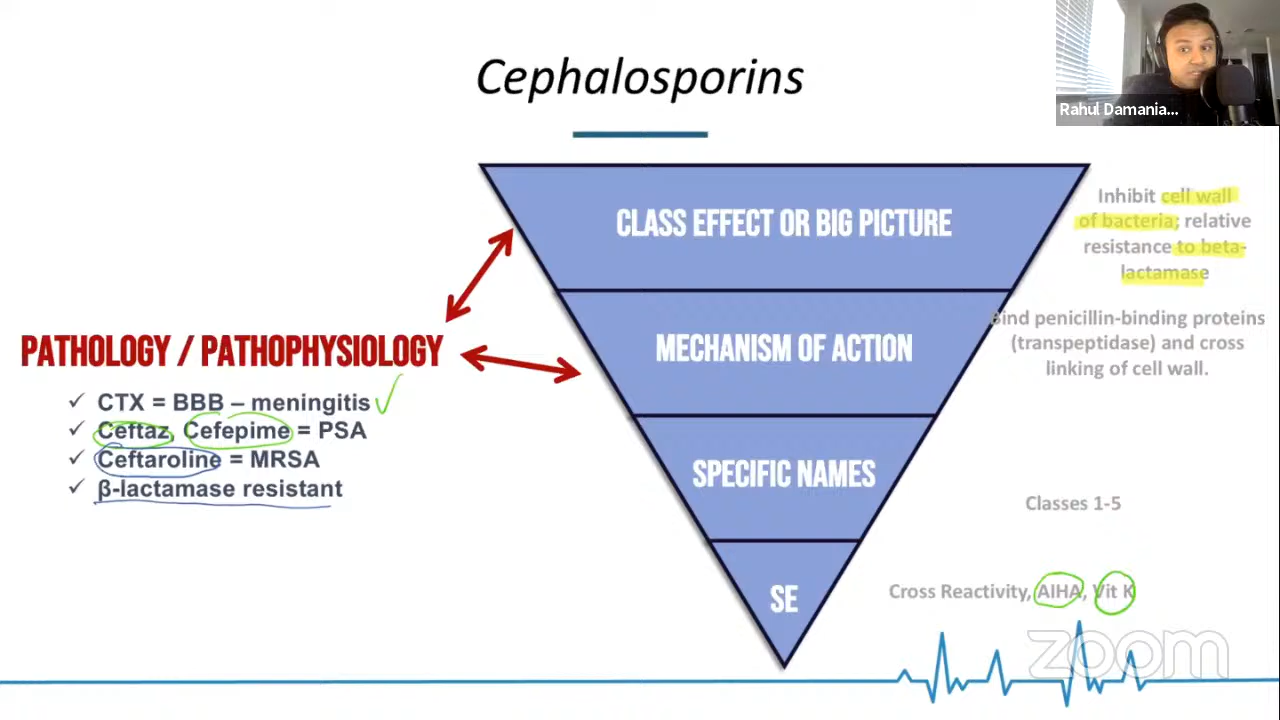 Cephalosporins
Rahul Damania...
CLASS EFFECT OR BIG PICTURE
Inhibit cell wall
of bacteria; relative
resistance to beta-
lactamase
MECHANISM OF ACTION
Bind penicillin-binding proteins
(transpeptidase) and cross
linking of cell wall.
PATHOLOGY / PATHOPHYSIOLOGY
✓ CTX = BBB – meningitis
✓ Ceftaz, Cefepime = PSA
✓ Ceftaroline = MRSA
✓ β-lactamase resistant
SPECIFIC NAMES
Classes 1-5
SE
Cross Reactivity, AIHA, Vit K
zoom